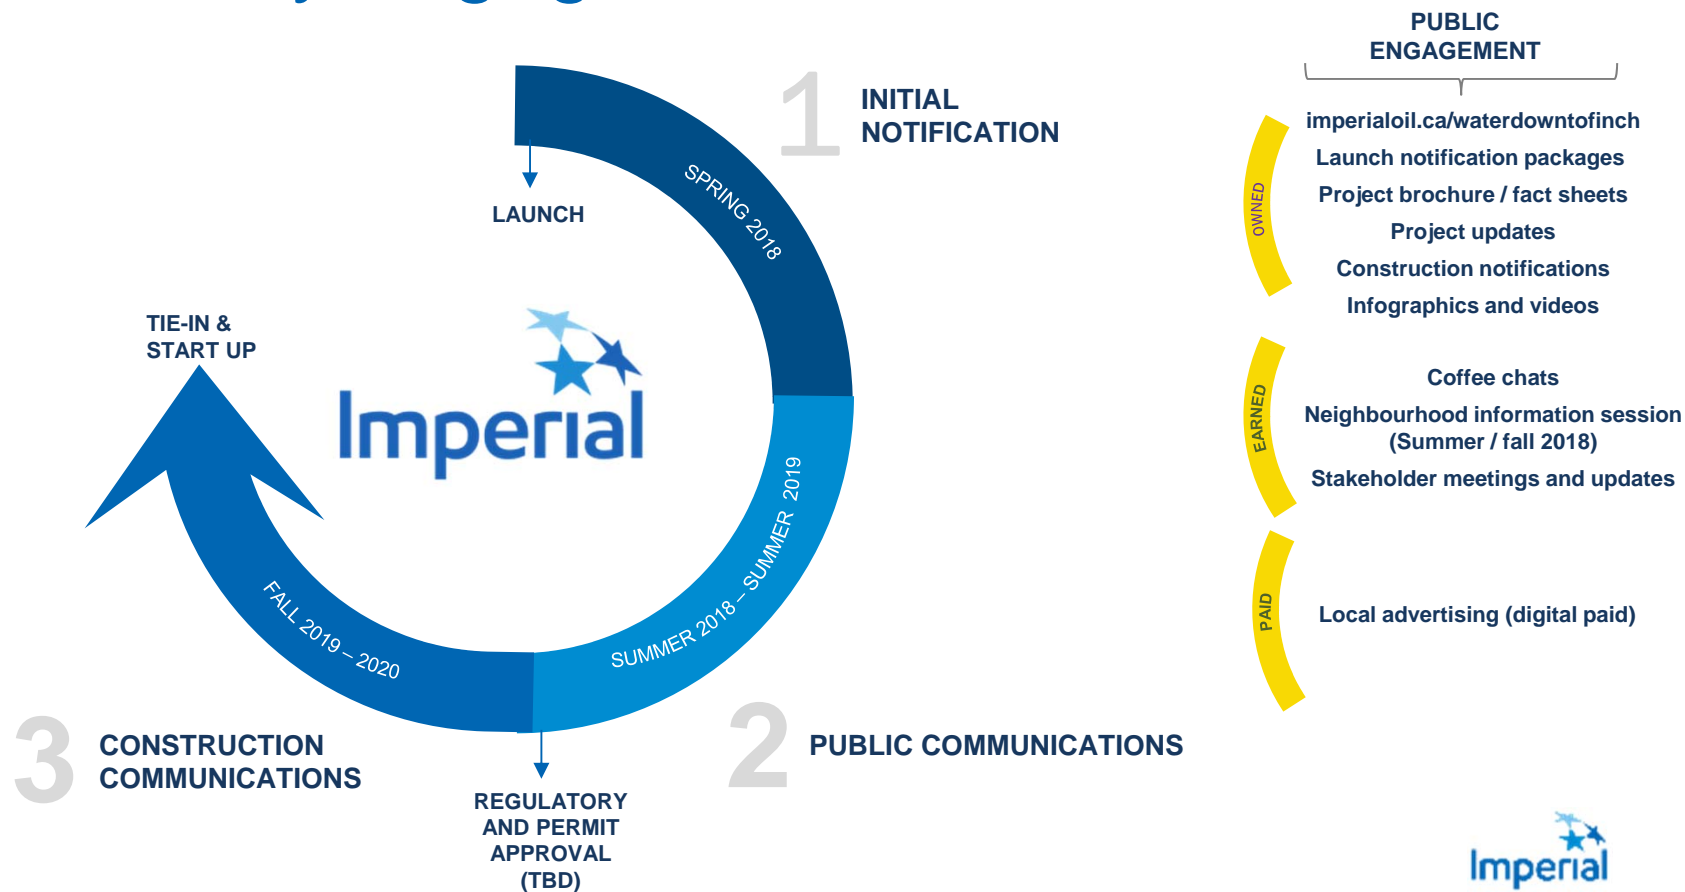 1
INITIAL
NOTIFICATION
SPRING 2018
LAUNCH
Imperial
TIE-IN &
START UP
SUMMER 2018 – SUMMER 2019
2
PUBLIC COMMUNICATIONS
REGULATORY
AND PERMIT
APPROVAL
(TBD)
FALL 2019 – 2020
3
CONSTRUCTION
COMMUNICATIONS
PUBLIC
ENGAGEMENT
OWNED
imperialoil.ca/waterdowntofinch
Launch notification packages
Project brochure / fact sheets
Project updates
Construction notifications
Infographics and videos
EARNED
Coffee chats
Neighbourhood information session
(Summer / fall 2018)
Stakeholder meetings and updates
PAID
Local advertising (digital paid)
Imperial